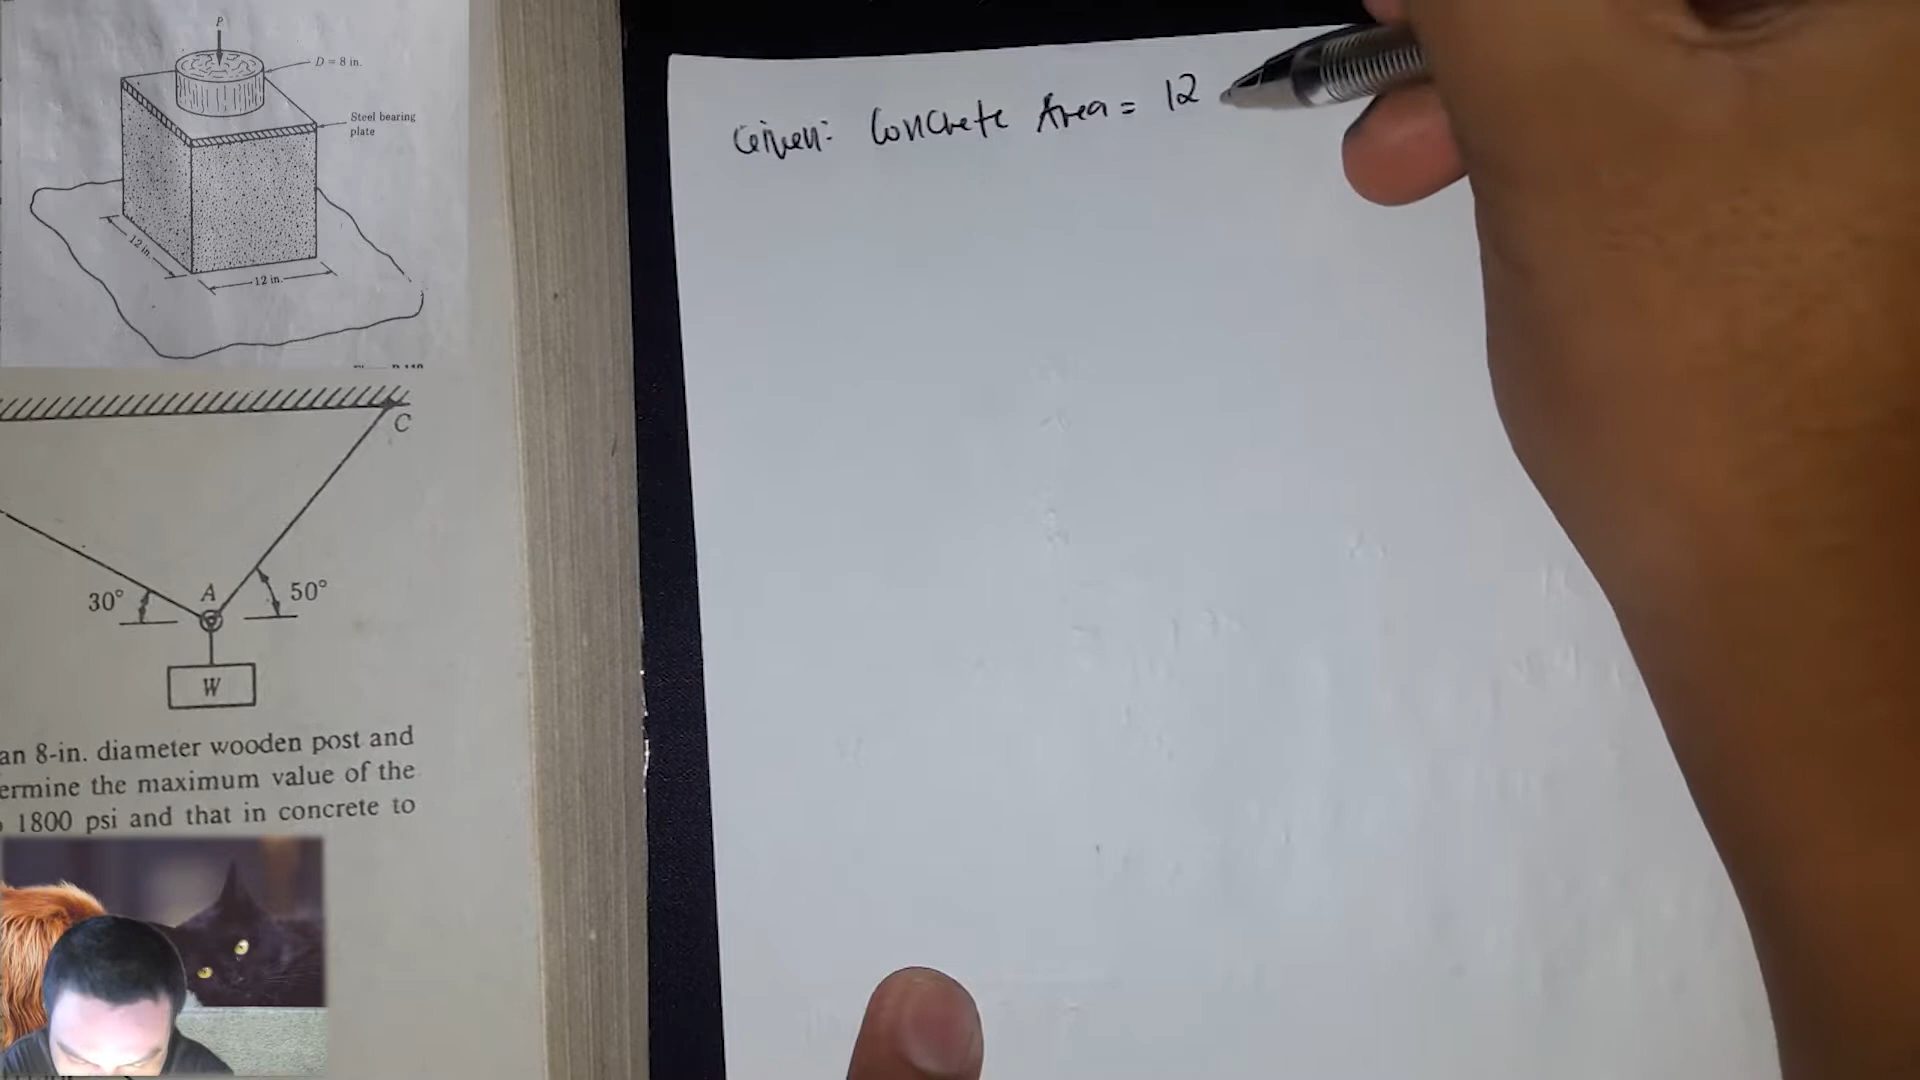 P
D = 8 in.
Steel bearing
plate
12 in.
12 in.
C
30°
A
50°
W
an 8-in. diameter wooden post and
ermine the maximum value of the
1800 psi and that in concrete to
Given: Concrete Area = 12